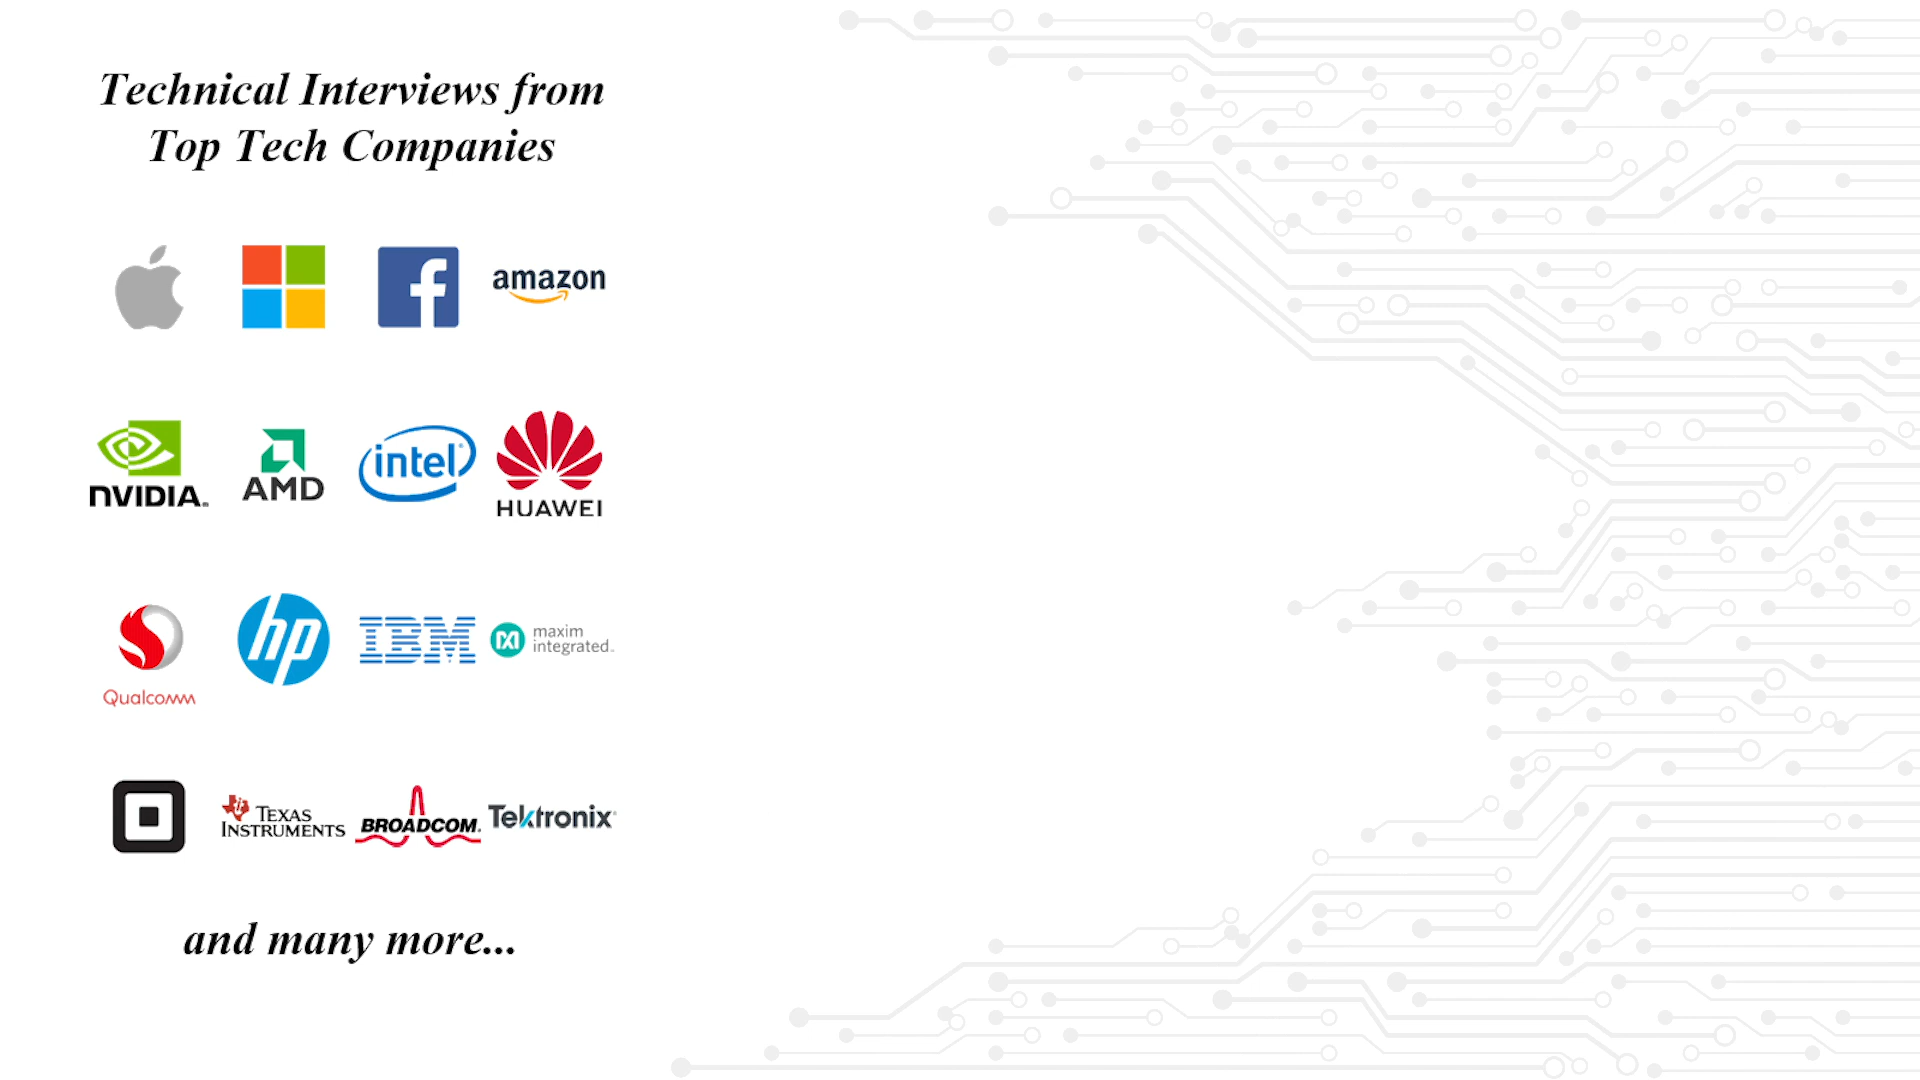 Technical Interviews from
Top Tech Companies
amazon
NVIDIA.
AMD
intel
HUAWEI
Qualcomm
hp
IBM
maxim
integrated.
TEXAS
INSTRUMENTS
BROADCOM.
Tektronix
and many more...